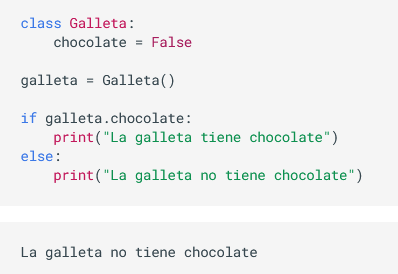 class Galleta:
    chocolate = False
galleta = Galleta()
if galleta.chocolate:
    print("La galleta tiene chocolate")
else:
    print("La galleta no tiene chocolate")
La galleta no tiene chocolate